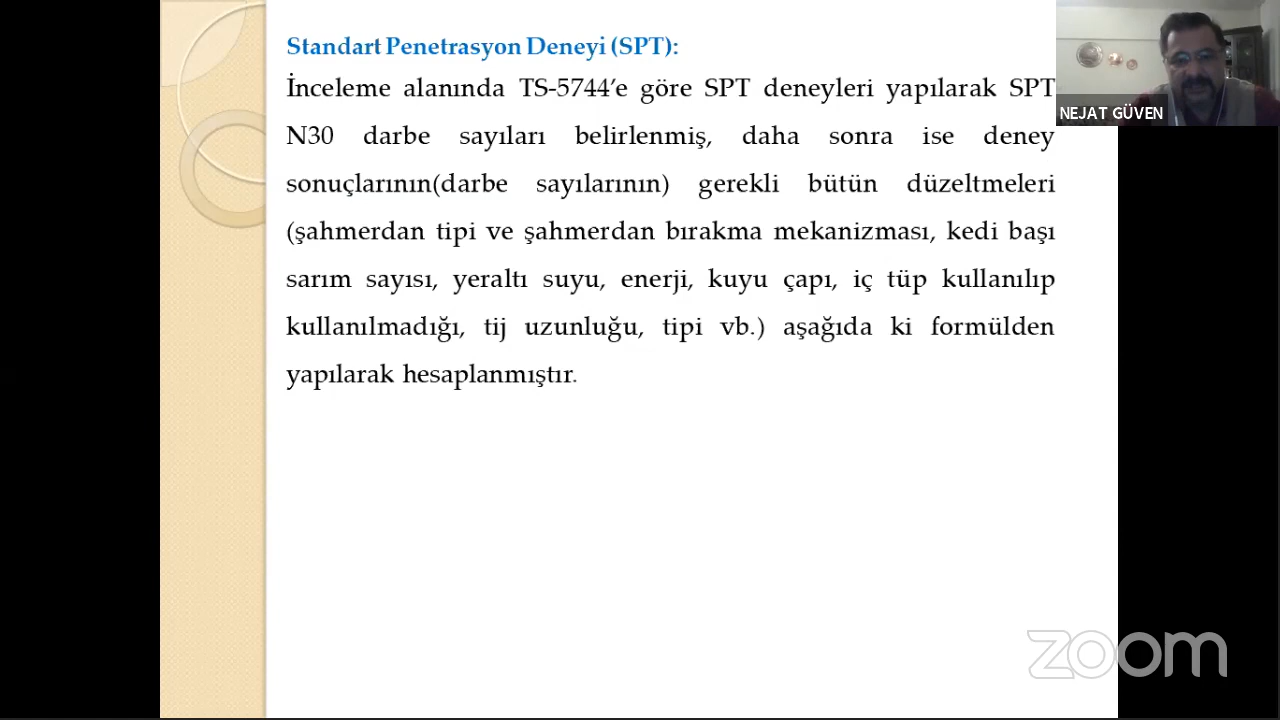 Standart Penetrasyon Deneyi (SPT):
İnceleme alanında TS-5744’e göre SPT deneyleri yapılarak SPT
N30 darbe sayıları belirlenmiş, daha sonra ise deney
sonuçlarının(darbe sayılarının) gerekli bütün düzeltmeleri
(şahmerdan tipi ve şahmerdan bırakma mekanizması, kedi başı
sarım sayısı, yeraltı suyu, enerji, kuyu çapı, iç tüp kullanılıp
kullanılmadığı, tij uzunluğu, tipi vb.) aşağıda ki formülden
yapılarak hesaplanmıştır.
NEJAT GÜVEN
zoom